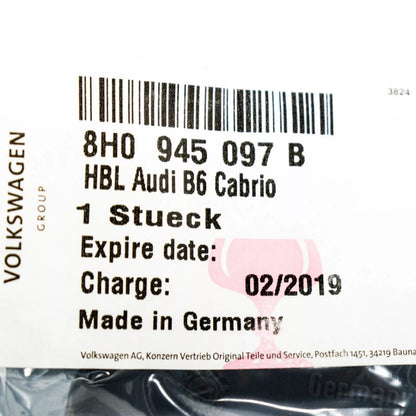 3824
8H0 945 097 B
HBL Audi B6 Cabrio
1 Stueck
Expire date:
Charge: 02/2019
Made in Germany
Volkswagen AG, Konzern Vertrieb Original Teile und Service, Postfach 1451, 34219 Bauna
VOLKSWAGEN
GROUP
German